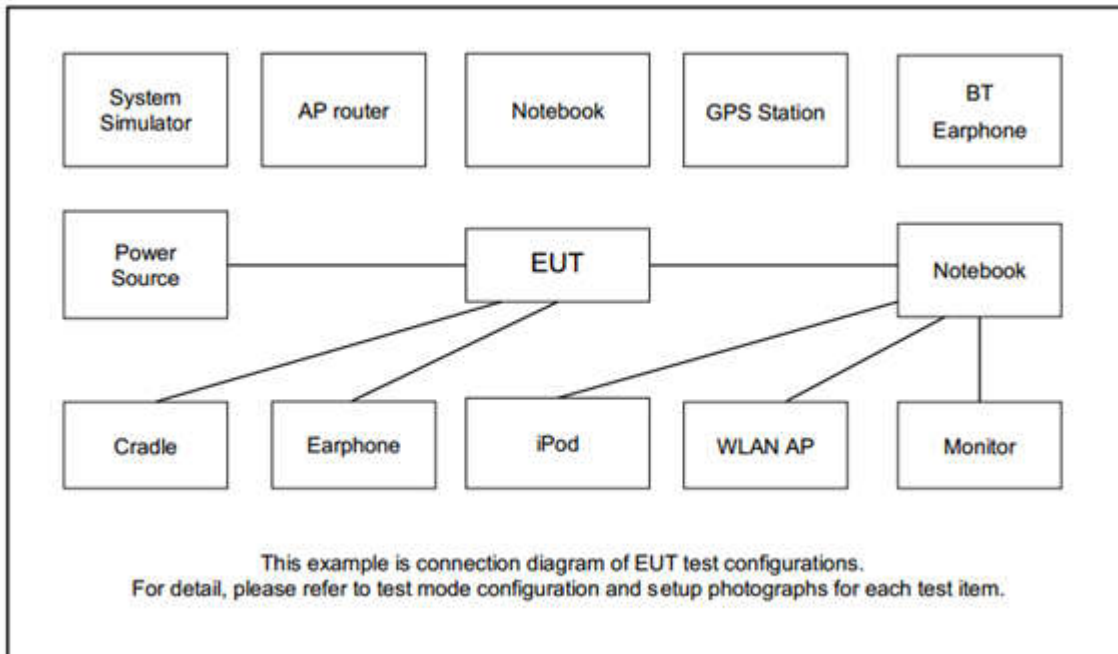 System
Simulator
AP router
Notebook
GPS Station
BT
Earphone
Power
Source
EUT
Notebook
Cradle
Earphone
iPod
WLAN AP
Monitor
This example is connection diagram of EUT test configurations.
For detail, please refer to test mode configuration and setup photographs for each test item.